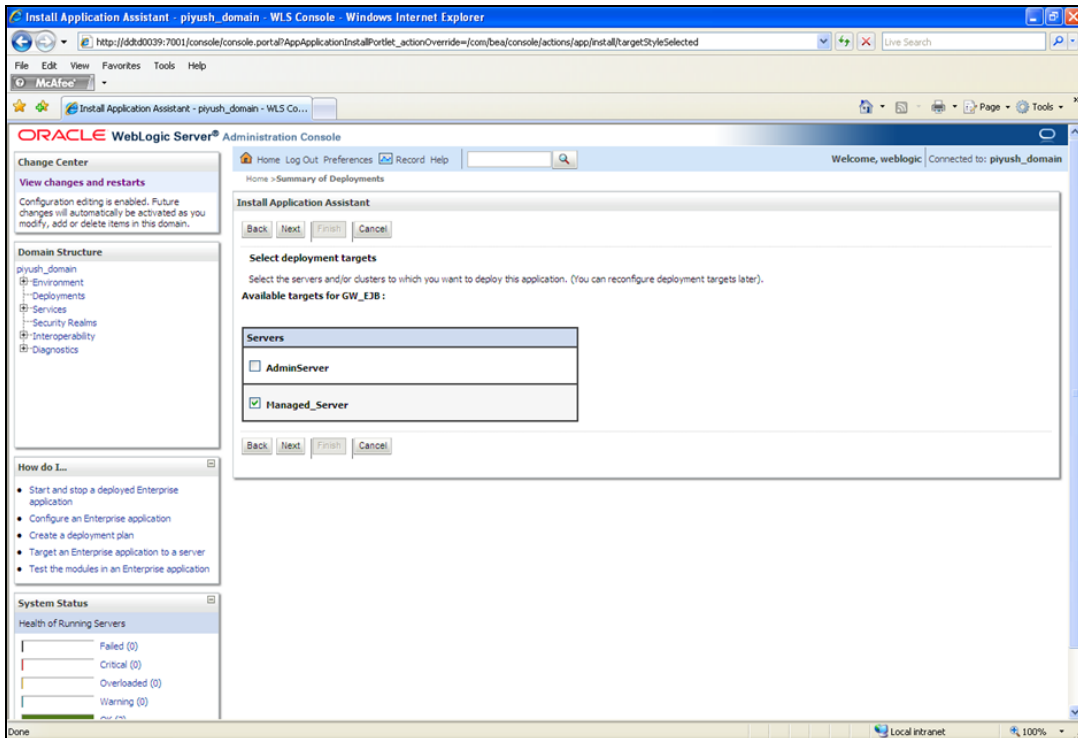 Install Application Assistant - piyush_domain - WLS Console - Windows Internet Explorer
http://ddtd0039:7001/console/console.portal?AppApplicationInstallPortlet_actionOverride=/com/bea/console/actions/app/install/targetStyleSelected
Live Search
File Edit View Favorites Tools Help
McAfee
Install Application Assistant - piyush_domain - WLS Co...
Page Tools
ORACLE WebLogic Server® Administration Console
Change Center
View changes and restarts
Configuration editing is enabled. Future
changes will automatically be activated as you
modify, add or delete items in this domain.
Domain Structure
piyush_domain
Environment
Deployments
Services
Security Realms
Interoperability
Diagnostics
How do I...
Start and stop a deployed Enterprise
application
Configure an Enterprise application
Create a deployment plan
Target an Enterprise application to a server
Test the modules in an Enterprise application
System Status
Health of Running Servers
Failed (0)
Critical (0)
Overloaded (0)
Warning (0)
Home Log Out Preferences Record Help
Welcome, weblogic Connected to: piyush_domain
Home >Summary of Deployments
Install Application Assistant
Back Next Finish Cancel
Select deployment targets
Select the servers and/or clusters to which you want to deploy this application. (You can reconfigure deployment targets later).
Available targets for GW_EJB :
Servers
AdminServer
Managed_Server
Back Next Finish Cancel
Done
Local intranet
100%